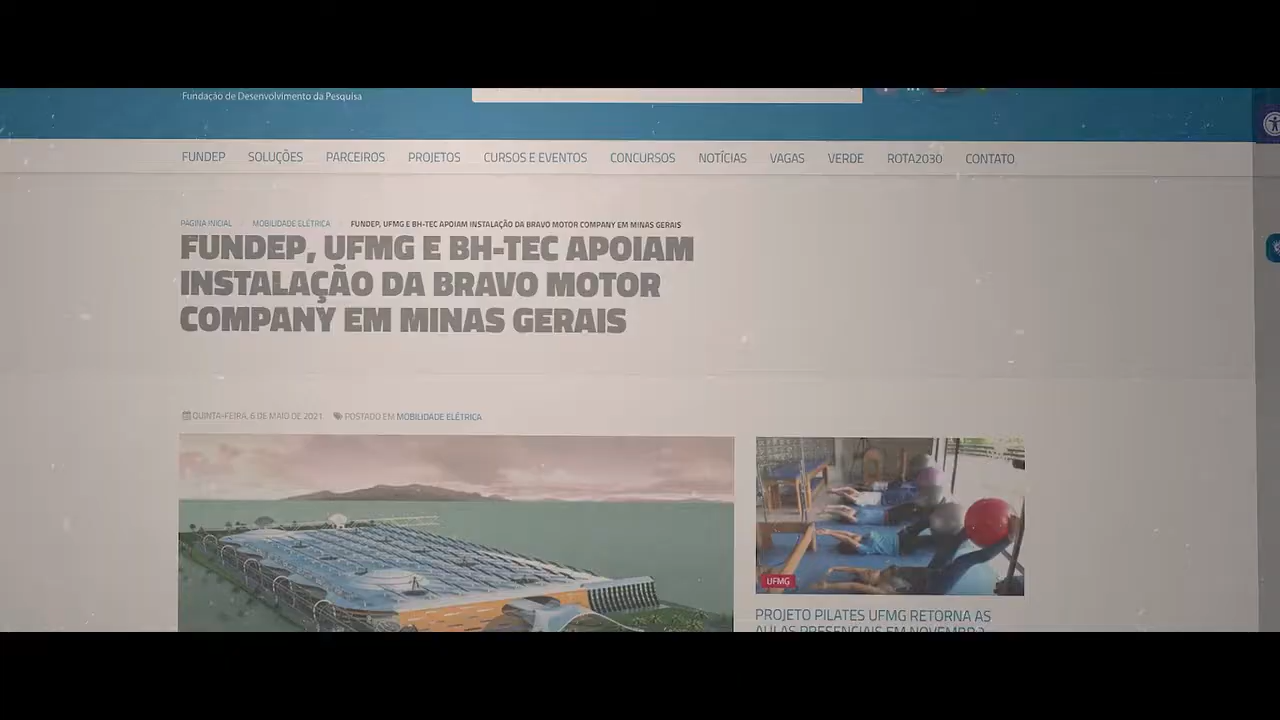 Fundação de Desenvolvimento da Pesquisa
FUNDEP SOLUÇÕES PARCEIROS PROJETOS CURSOS E EVENTOS CONCURSOS NOTÍCIAS VAGAS VERDE ROTA2030 CONTATO
PÁGINA INICIAL MOBILIDADE ELÉTRICA FUNDEP, UFMG E BH-TEC APOIAM INSTALAÇÃO DA BRAVO MOTOR COMPANY EM MINAS GERAIS
FUNDEP, UFMG E BH-TEC APOIAM
INSTALAÇÃO DA BRAVO MOTOR
COMPANY EM MINAS GERAIS
QUINTA-FEIRA, 6 DE MAIO DE 2021 POSTADO EM MOBILIDADE ELÉTRICA
UFMG
PROJETO PILATES UFMG RETORNA AS
AULAS PRESENCIAIS EM